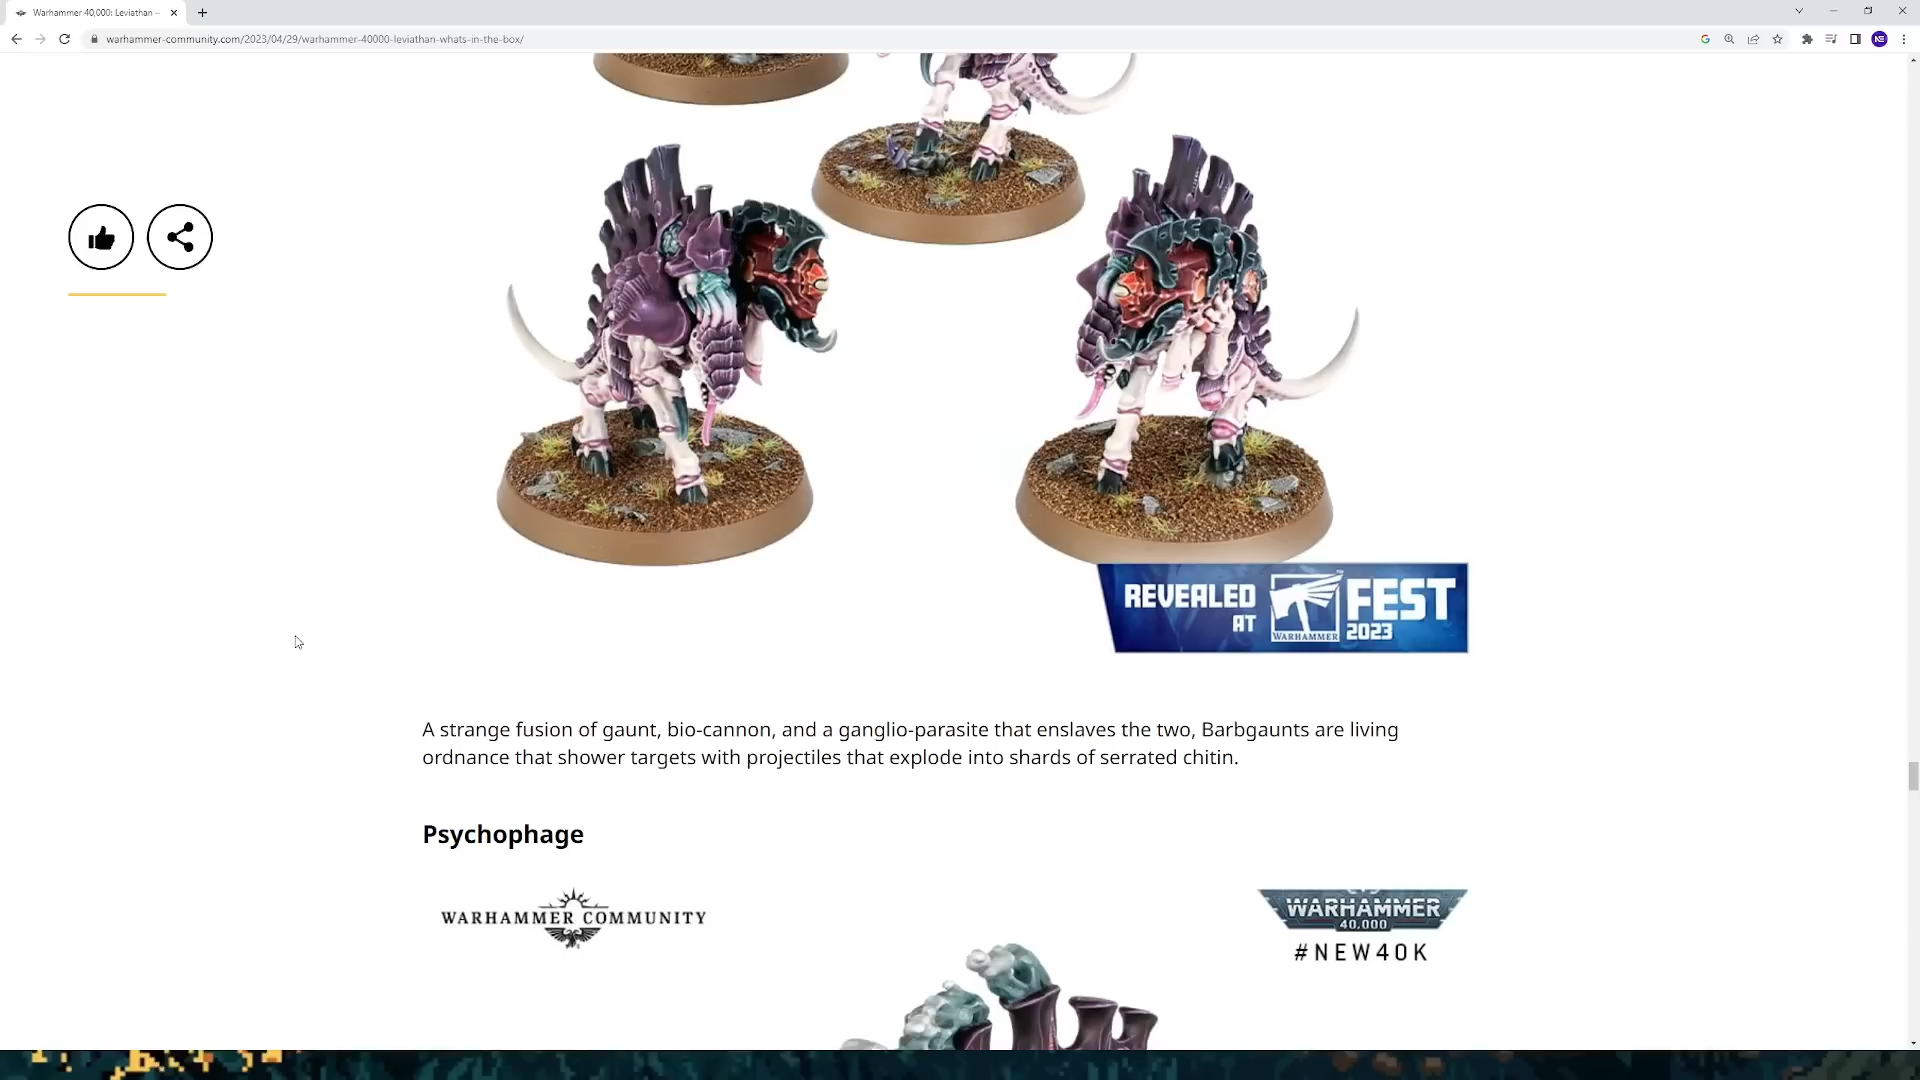 Warhammer 40,000: Leviathan –
warhammer-community.com/2023/04/29/warhammer-40000-leviathan-whats-in-the-box/
NE
REVEALED
AT
WARHAMMER
FEST
2023
A strange fusion of gaunt, bio-cannon, and a ganglio-parasite that enslaves the two, Barbgaunts are living
ordnance that shower targets with projectiles that explode into shards of serrated chitin.
Psychophage
WARHAMMER COMMUNITY
WARHAMMER
40,000
#NEW40K